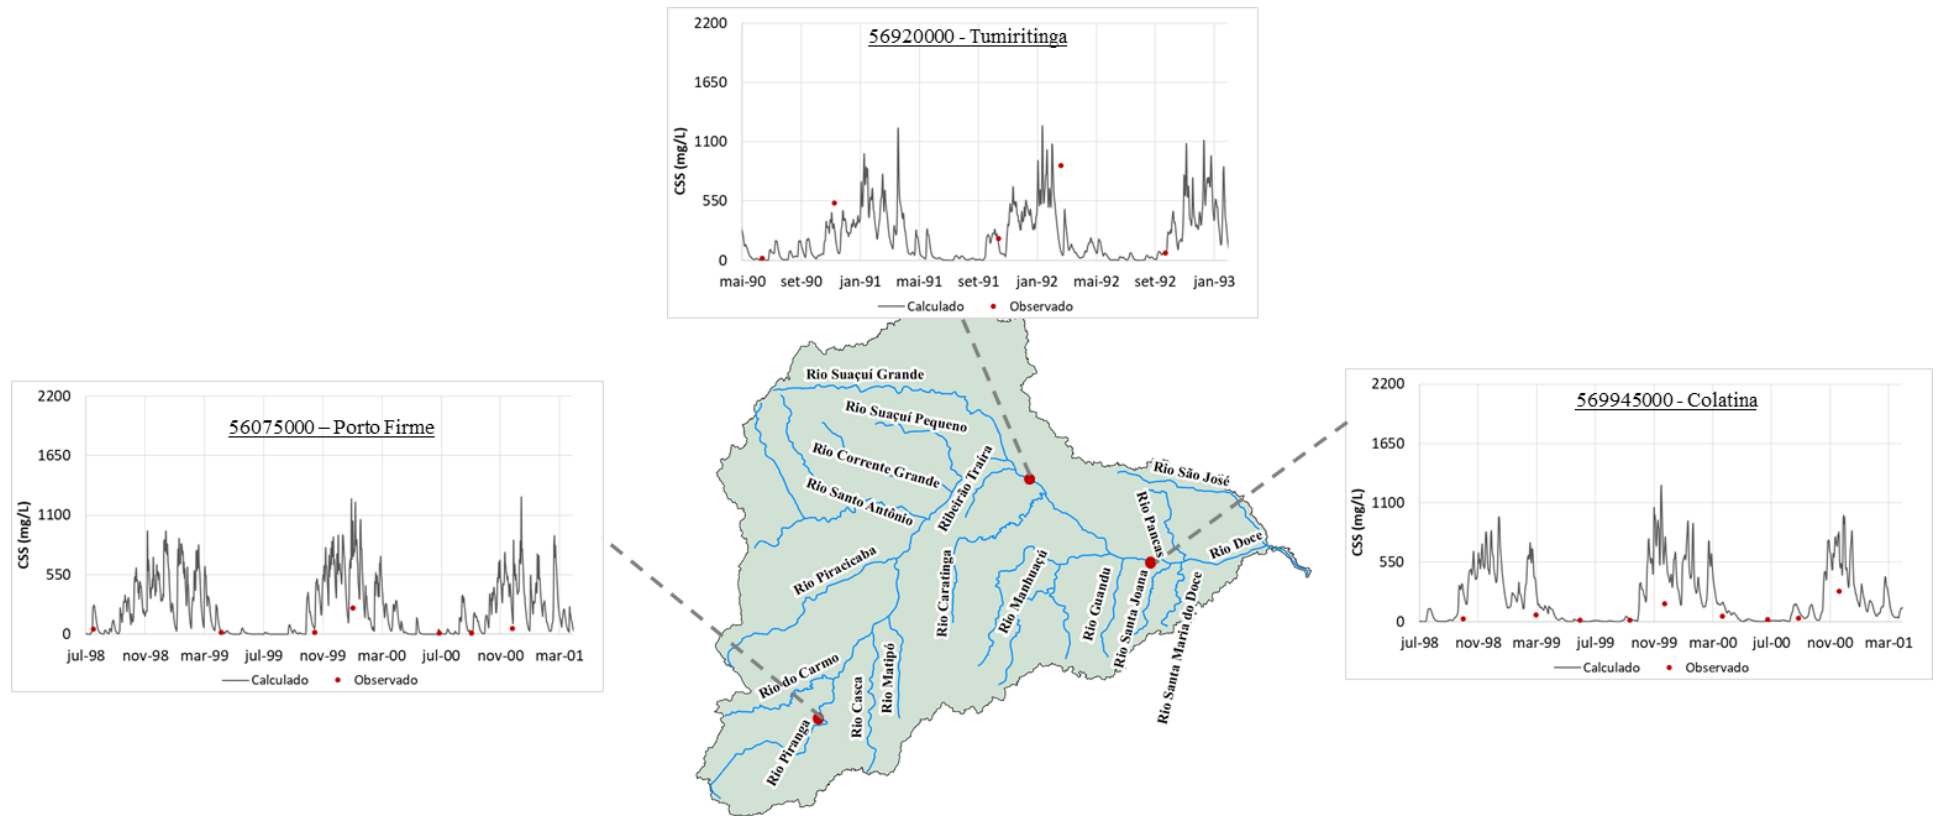 56920000 - Tumiritinga
CSS (mg/L)
2200
1650
1100
550
0
mai-90 set-90 jan-91 mai-91 set-91 jan-92 mai-92 set-92 jan-93
Calculado Observado
56075000 – Porto Firme
CSS (mg/L)
2200
1650
1100
550
0
jul-98 nov-98 mar-99 jul-99 nov-99 mar-00 jul-00 nov-00 mar-01
Calculado Observado
Rio Suaçuí Grande
Rio Suaçuí Pequeno
Rio Corrente Grande
Rio Santo Antônio
Ribeirão Traíra
Rio Piracicaba
Rio Caratinga
Rio Manhuaçú
Rio Guandu
Rio Santa Joana
Rio Santa Maria do Doce
Rio Pancas
Rio São José
Rio Doce
Rio do Carmo
Rio Casca
Rio Matipó
Rio Piranga
569945000 - Colatina
CSS (mg/L)
2200
1650
1100
550
0
jul-98 nov-98 mar-99 jul-99 nov-99 mar-00 jul-00 nov-00 mar-01
Calculado Observado